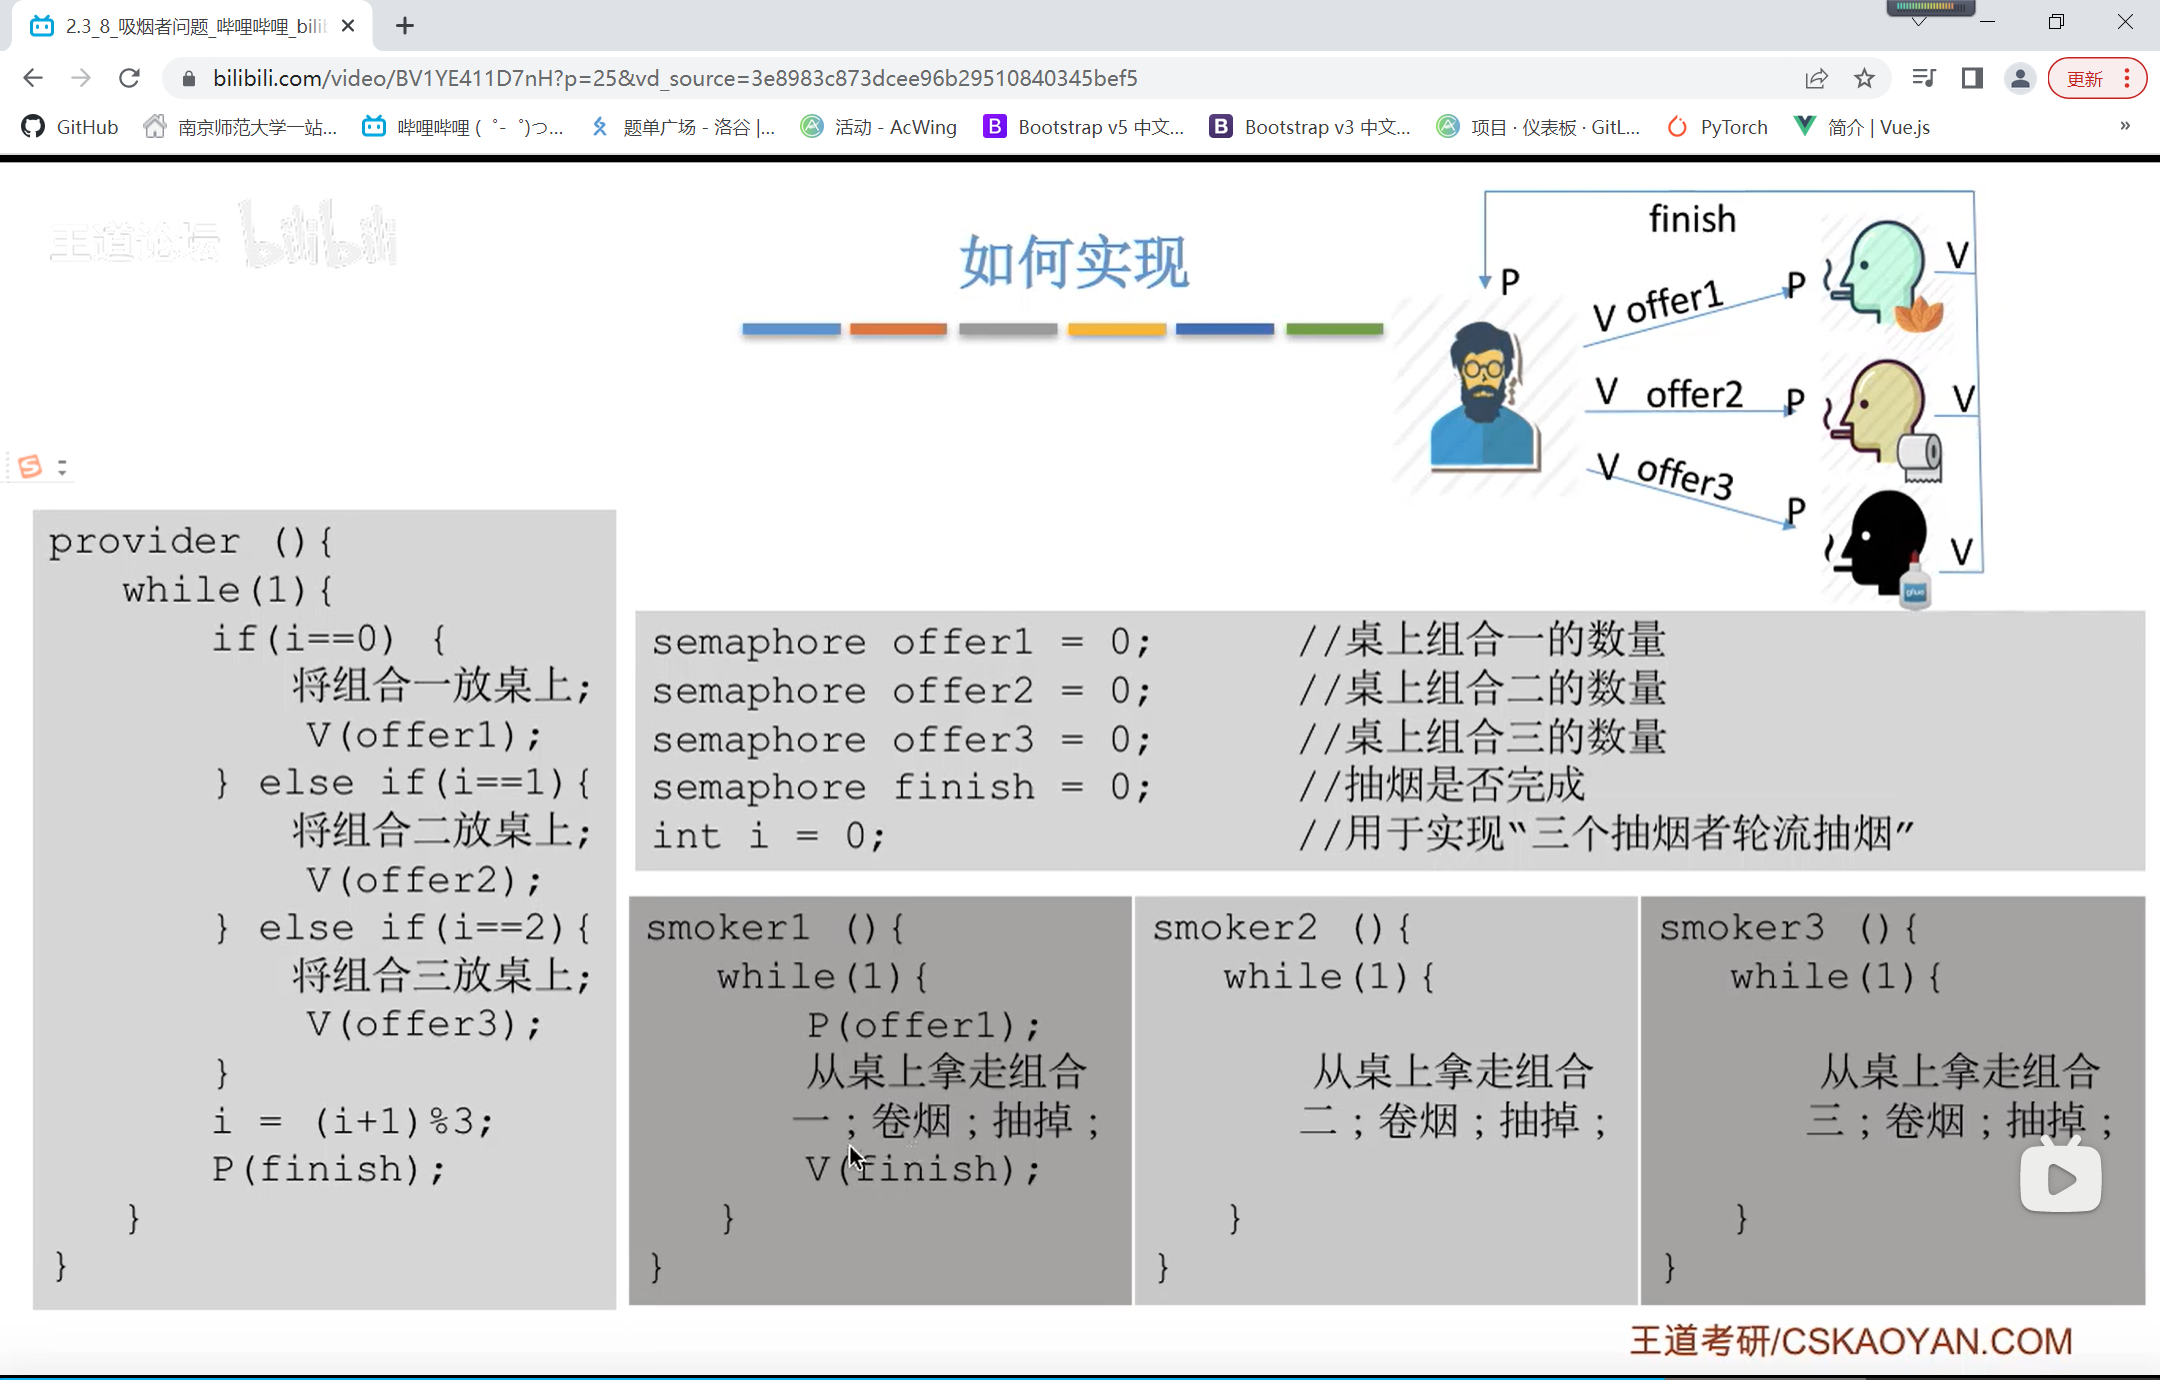 2.3_8_吸烟者问题_哔哩哔哩_bili
bilibili.com/video/BV1YE411D7nH?p=25&vd_source=3e8983c873dcee96b29510840345bef5
更新
GitHub 南京师范大学一站... 哔哩哔哩 (゜-゜)つ... 题单广场 - 洛谷 |... 活动 - AcWing Bootstrap v5 中文... Bootstrap v3 中文... 项目 · 仪表板 · GitL... PyTorch 简介 | Vue.js »
王道论坛 bilibili
如何实现
finish
P
V offer1 P V
V offer2 P V
V offer3 P V
glue
provider (){
while(1){
if(i==0) {
将组合一放桌上;
V(offer1);
} else if(i==1){
将组合二放桌上;
V(offer2);
} else if(i==2){
将组合三放桌上;
V(offer3);
}
i = (i+1)%3;
P(finish);
}
}
semaphore offer1 = 0; //桌上组合一的数量
semaphore offer2 = 0; //桌上组合二的数量
semaphore offer3 = 0; //桌上组合三的数量
semaphore finish = 0; //抽烟是否完成
int i = 0; //用于实现“三个抽烟者轮流抽烟”
smoker1 (){
while(1){
P(offer1);
从桌上拿走组合
一；卷烟；抽掉；
V(finish);
}
}
smoker2 (){
while(1){
从桌上拿走组合
二；卷烟；抽掉；
}
}
smoker3 (){
while(1){
从桌上拿走组合
三；卷烟；抽掉；
}
}
王道考研/CSKAOYAN.COM